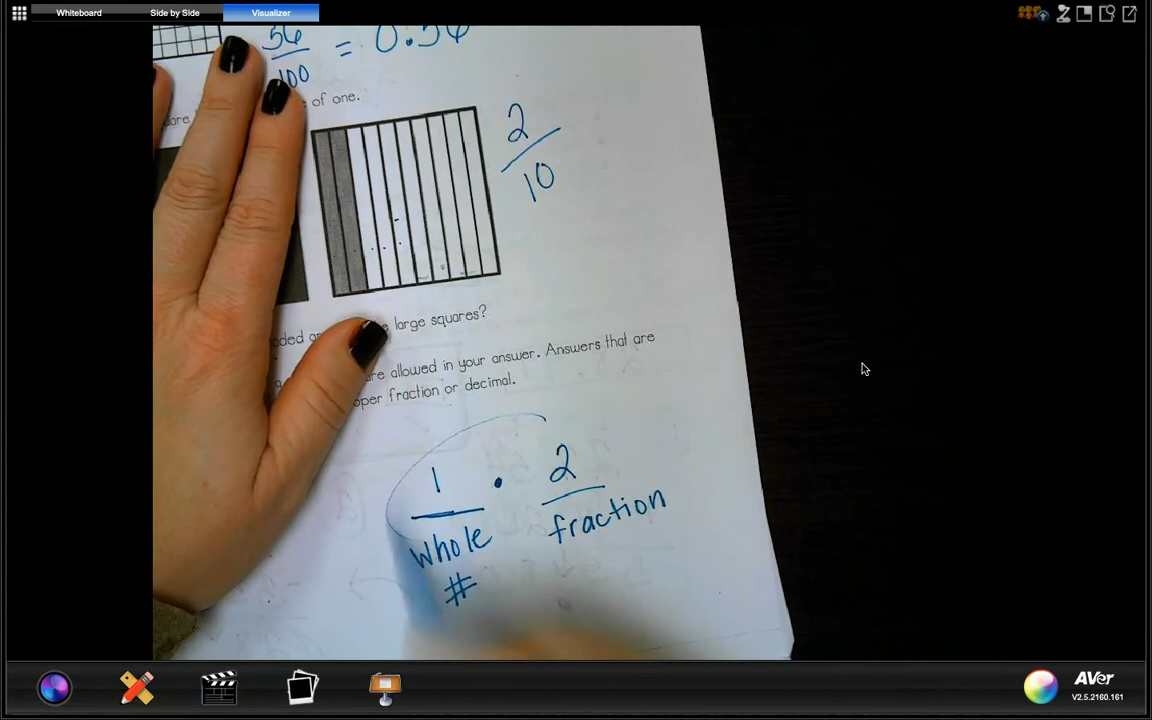 Whiteboard Side by Side Visualizer
56/100 = 0.56
of one.
2/10
large squares?
are allowed in your answer. Answers that are
fraction or decimal.
1 . 2
whole fraction
#
AVer
V2.5.2160.161